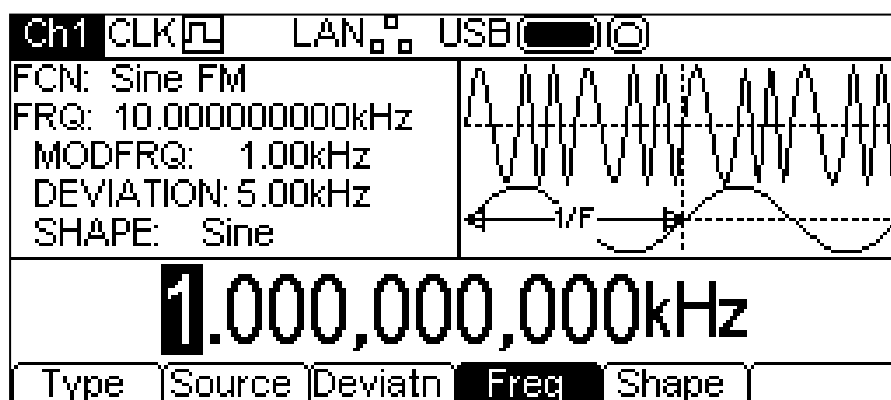 Ch1 CLK LAN USB
FCN: Sine FM
FRQ: 10.000000000kHz
MODFRQ: 1.00kHz
DEVIATION: 5.00kHz
SHAPE: Sine
1/F
1.000,000,000kHz
Type Source Deviatn Freq Shape